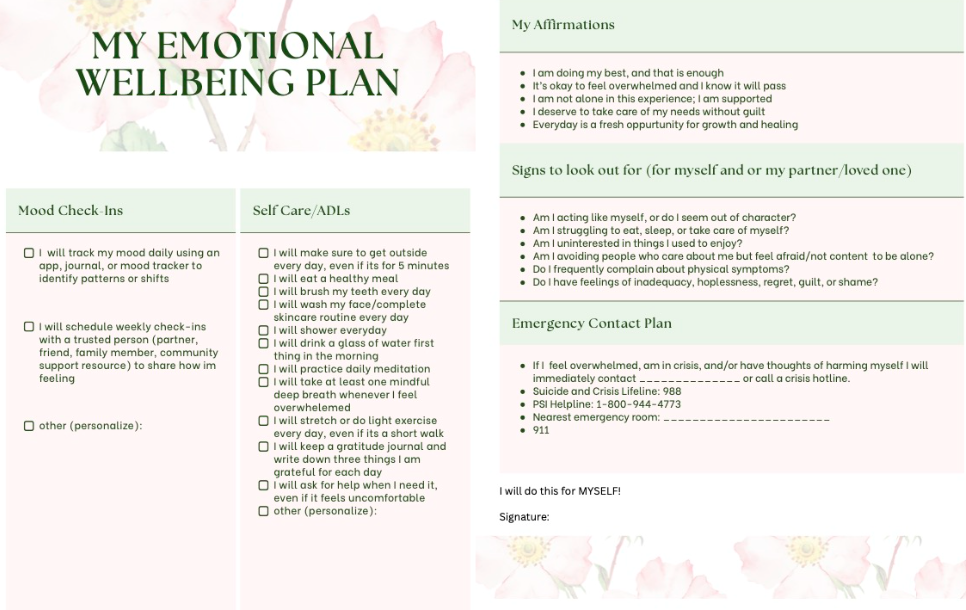 MY EMOTIONAL
WELLBEING PLAN
Mood Check-Ins
I will track my mood daily using an
app, journal, or mood tracker to
identify patterns or shifts
I will schedule weekly check-ins
with a trusted person (partner,
friend, family member, community
support resource) to share how im
feeling
other (personalize):
Self Care/ADLs
I will make sure to get outside
every day, even if its for 5 minutes
I will eat a healthy meal
I will brush my teeth every day
I will wash my face/complete
skincare routine every day
I will shower everyday
I will drink a glass of water first
thing in the morning
I will practice daily meditation
I will take at least one mindful
deep breath whenever I feel
overwhelemed
I will stretch or do light exercise
every day, even if its a short walk
I will keep a gratitude journal and
write down three things I am
grateful for each day
I will ask for help when I need it,
even if it feels uncomfortable
other (personalize):
My Affirmations
I am doing my best, and that is enough
It's okay to feel overwhelmed and I know it will pass
I am not alone in this experience; I am supported
I deserve to take care of my needs without guilt
Everyday is a fresh oppurtunity for growth and healing
Signs to look out for (for myself and or my partner/loved one)
Am I acting like myself, or do I seem out of character?
Am I struggling to eat, sleep, or take care of myself?
Am I uninterested in things I used to enjoy?
Am I avoiding people who care about me but feel afraid/not content to be alone?
Do I frequently complain about physical symptoms?
Do I have feelings of inadequacy, hoplessness, regret, guilt, or shame?
Emergency Contact Plan
If I feel overwhelmed, am in crisis, and/or have thoughts of harming myself I will
immediately contact ______________ or call a crisis hotline.
Suicide and Crisis Lifeline: 988
PSI Helpline: 1-800-944-4773
Nearest emergency room: _______________________
911
I will do this for MYSELF!
Signature: